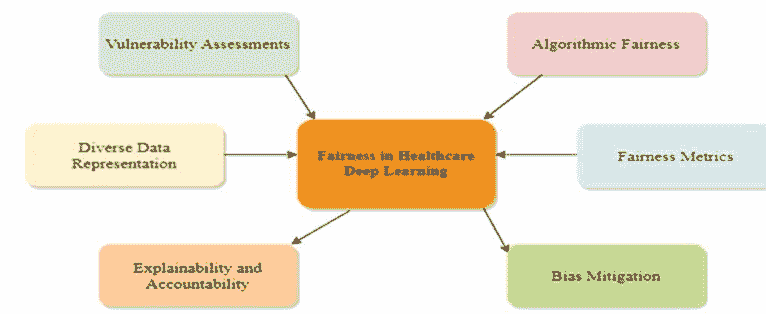 Vulnerability Assessments
Algorithmic Fairness
Diverse Data
Representation
Fairness in Healthcare
Deep Learning
Fairness Metrics
Explainability and
Accountability
Bias Mitigation